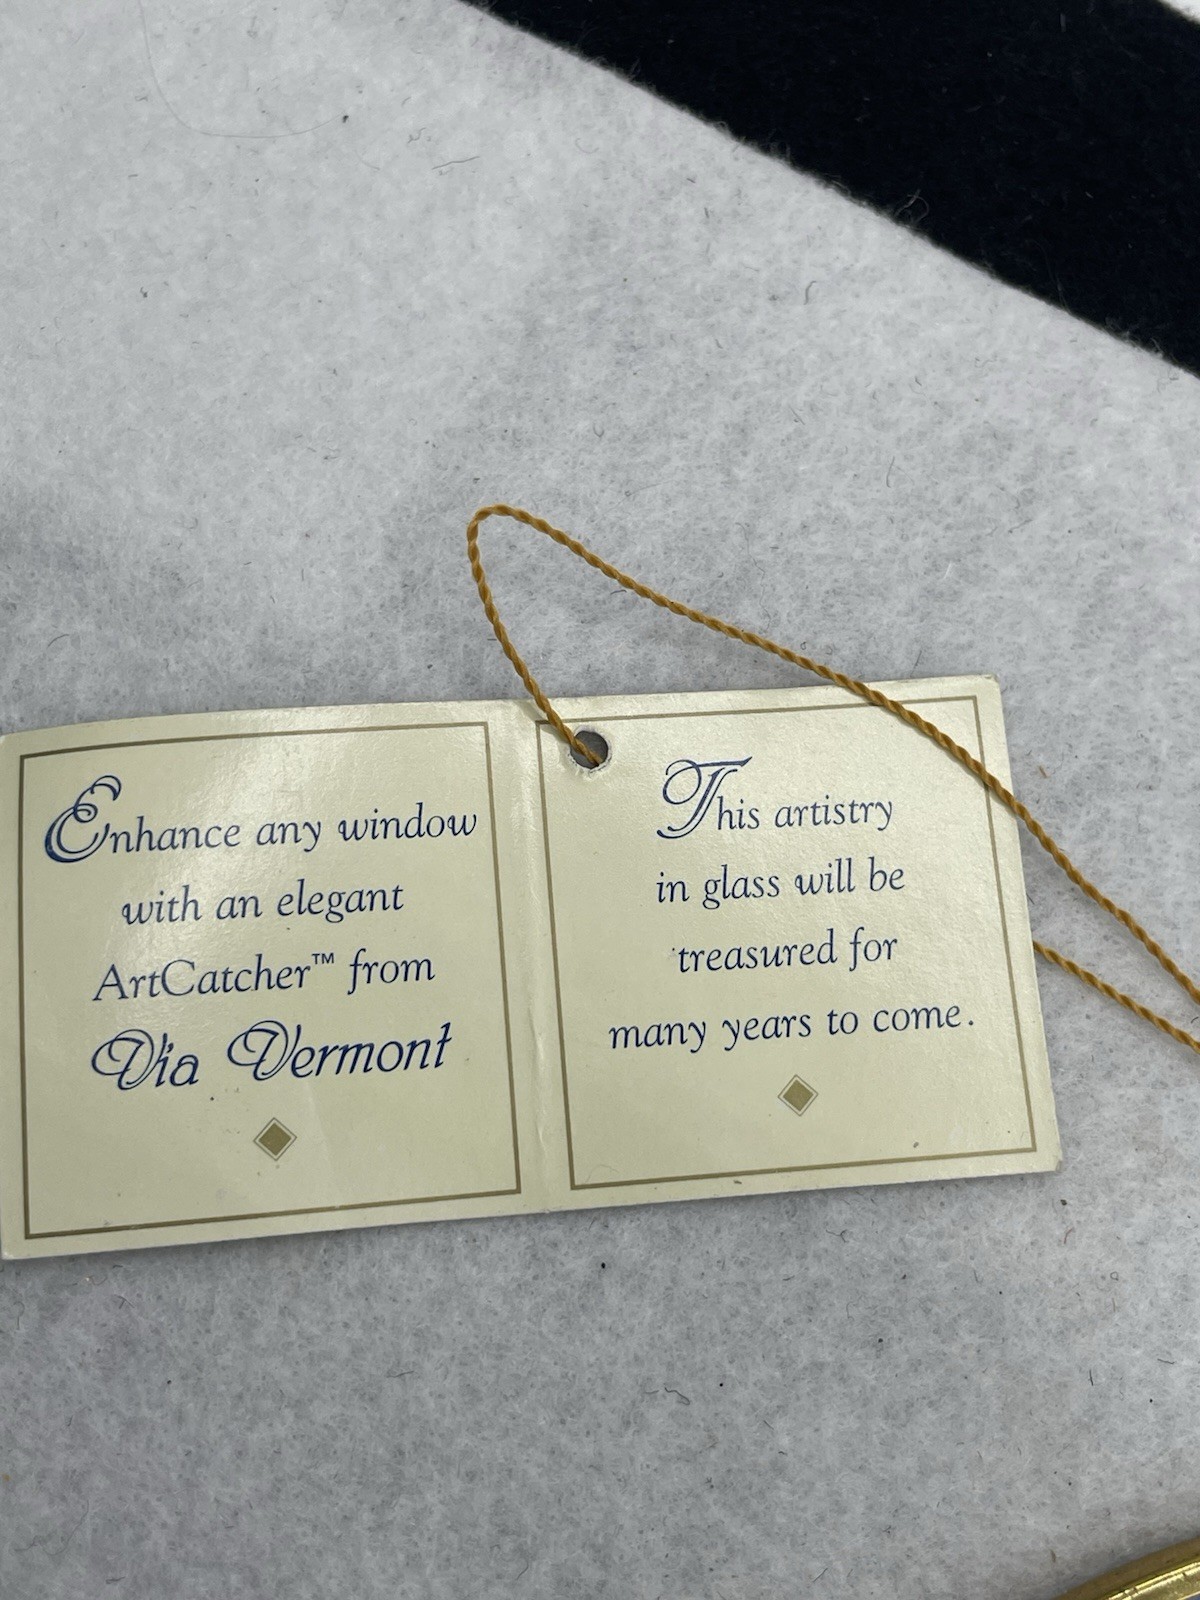 Enhance any window
with an elegant
ArtCatcher™ from
Via Vermont
This artistry
in glass will be
treasured for
many years to come.